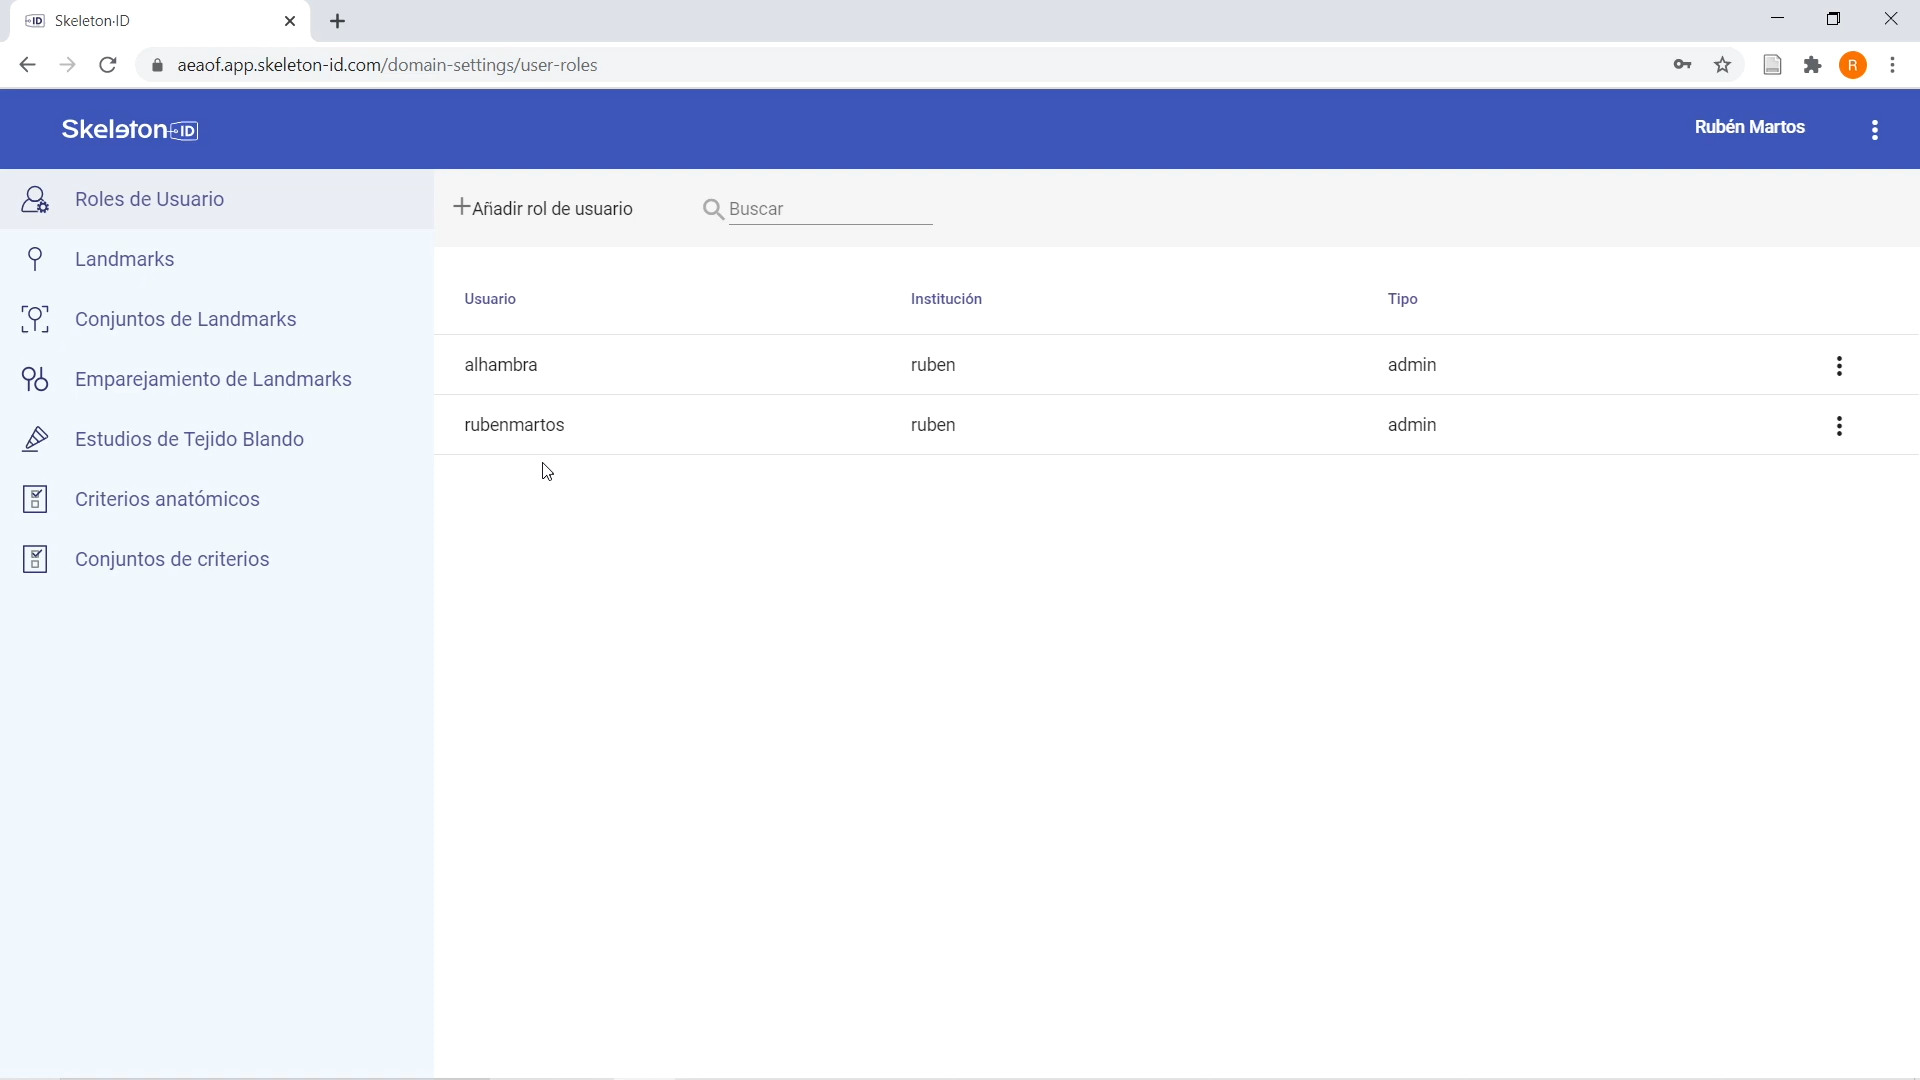 Skeleton·ID
aeaof.app.skeleton-id.com/domain-settings/user-roles
R
Skeleton ID
Rubén Martos
Roles de Usuario
Landmarks
Conjuntos de Landmarks
Emparejamiento de Landmarks
Estudios de Tejido Blando
Criterios anatómicos
Conjuntos de criterios
+Añadir rol de usuario
Buscar
Usuario Institución Tipo
alhambra ruben admin
rubenmartos ruben admin